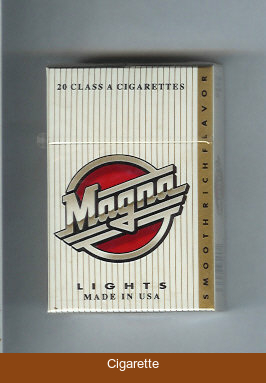 20 CLASS A CIGARETTES
Magna
LIGHTS
MADE IN USA
SMOOTH RICH FLAVOR
Cigarette